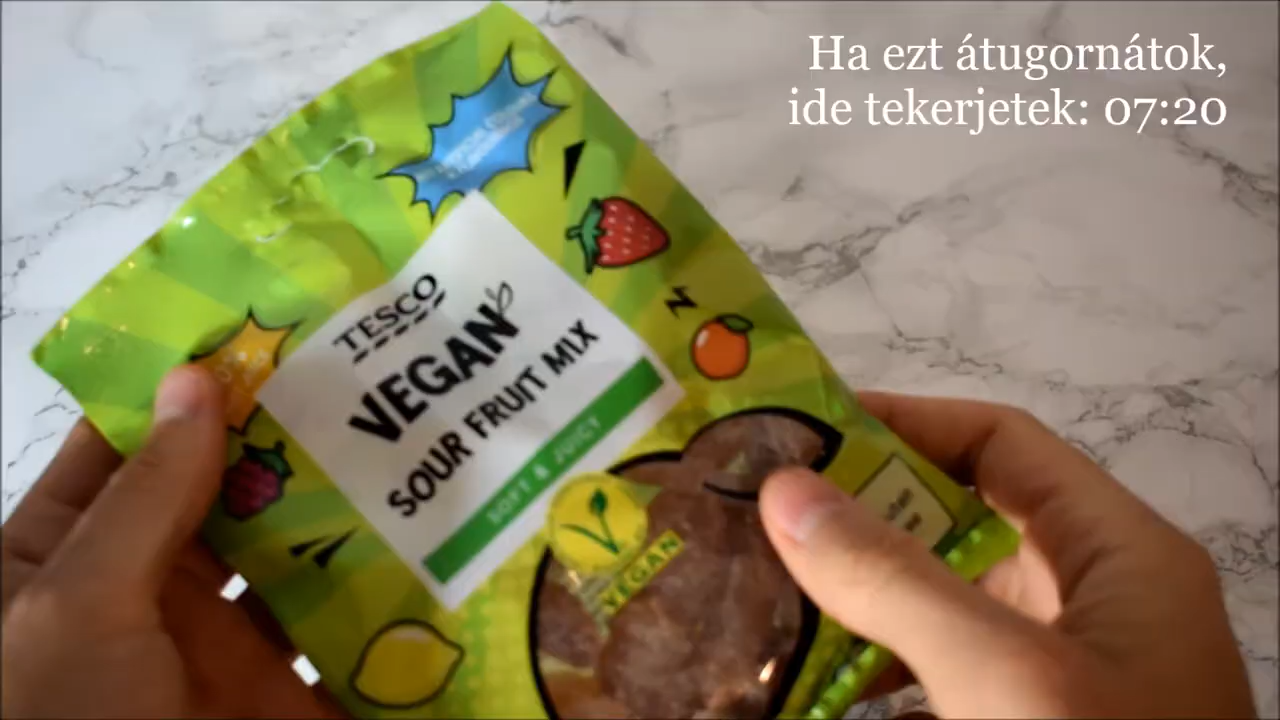 Ha ezt átugornátok,
ide tekerjetek: 07:20
TESCO
VEGAN
SOUR FRUIT MIX
SOFT & JUICY
VEGAN